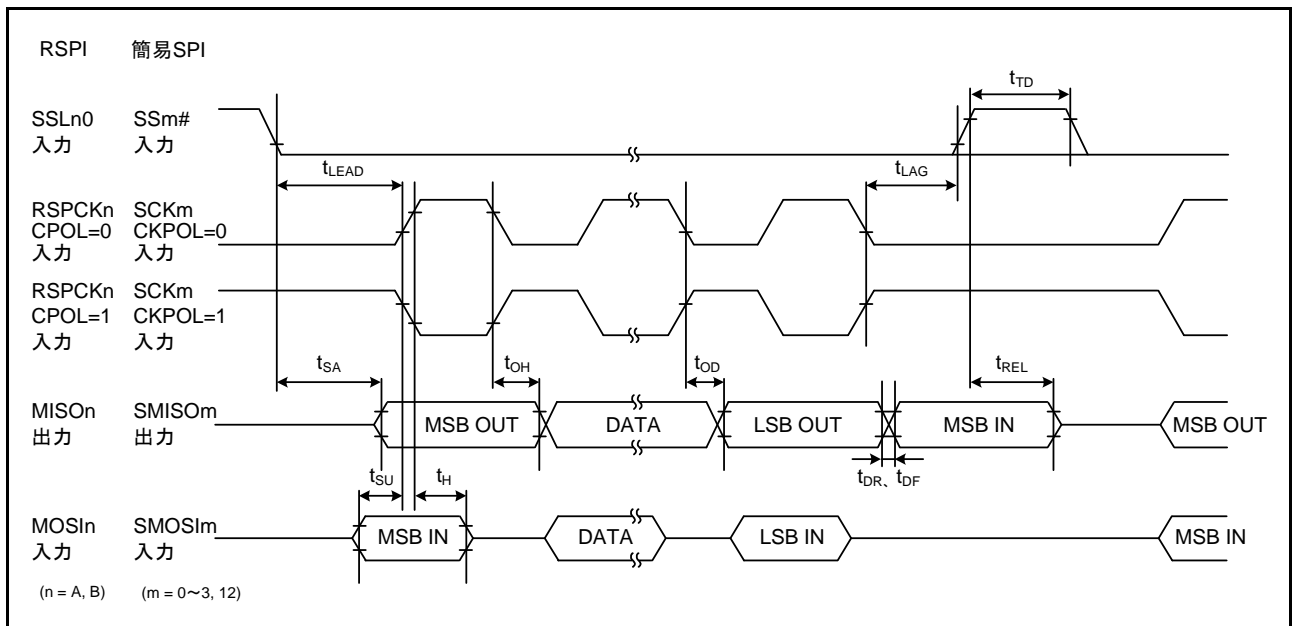 RSPI 簡易SPI
tTD
SSLn0 SSm#
入力 入力
tLEAD tLAG
RSPCKn SCKm
CPOL=0 CKPOL=0
入力 入力
RSPCKn SCKm
CPOL=1 CKPOL=1
入力 入力
tSA tOH tOD tREL
MISOn SMISOm MSB OUT DATA LSB OUT MSB IN MSB OUT
出力 出力
tSU tH tDR、tDF
MOSIn SMOSIm MSB IN DATA LSB IN MSB IN
入力 入力
(n = A, B) (m = 0～3, 12)